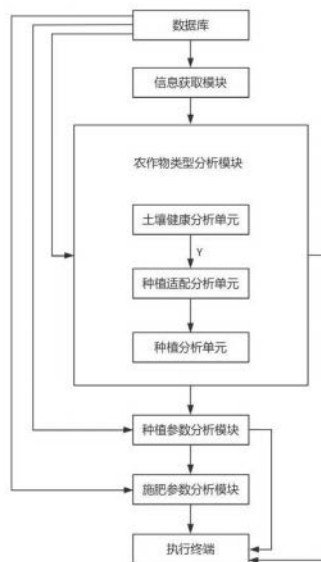 数据库
信息获取模块
农作物类型分析模块
土壤健康分析单元
Y
种植适配分析单元
种植分析单元
种植参数分析模块
施肥参数分析模块
执行终端